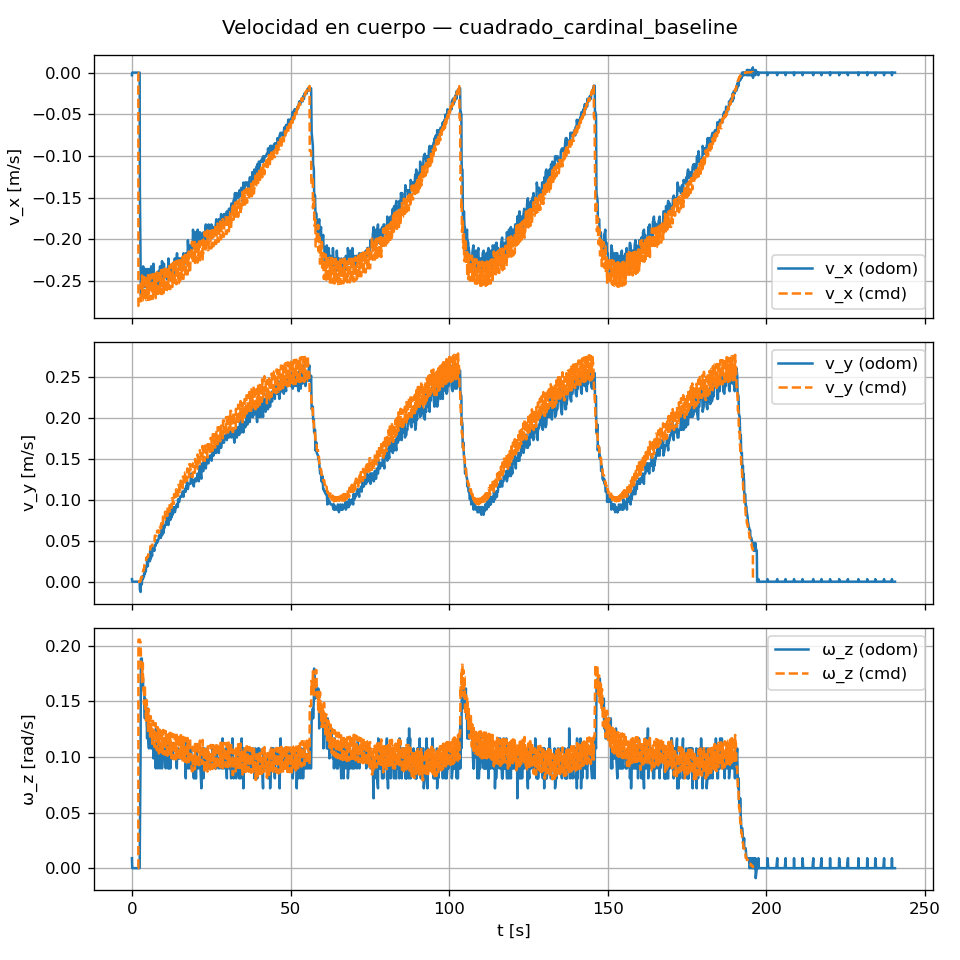 Velocidad en cuerpo — cuadrado_cardinal_baseline
0.00
−0.05
−0.10
−0.15
−0.20
−0.25
v_x [m/s]
v_x (odom)
v_x (cmd)
0.25
0.20
0.15
0.10
0.05
0.00
v_y [m/s]
v_y (odom)
v_y (cmd)
0.20
0.15
0.10
0.05
0.00
ω_z [rad/s]
ω_z (odom)
ω_z (cmd)
0 50 100 150 200 250
t [s]